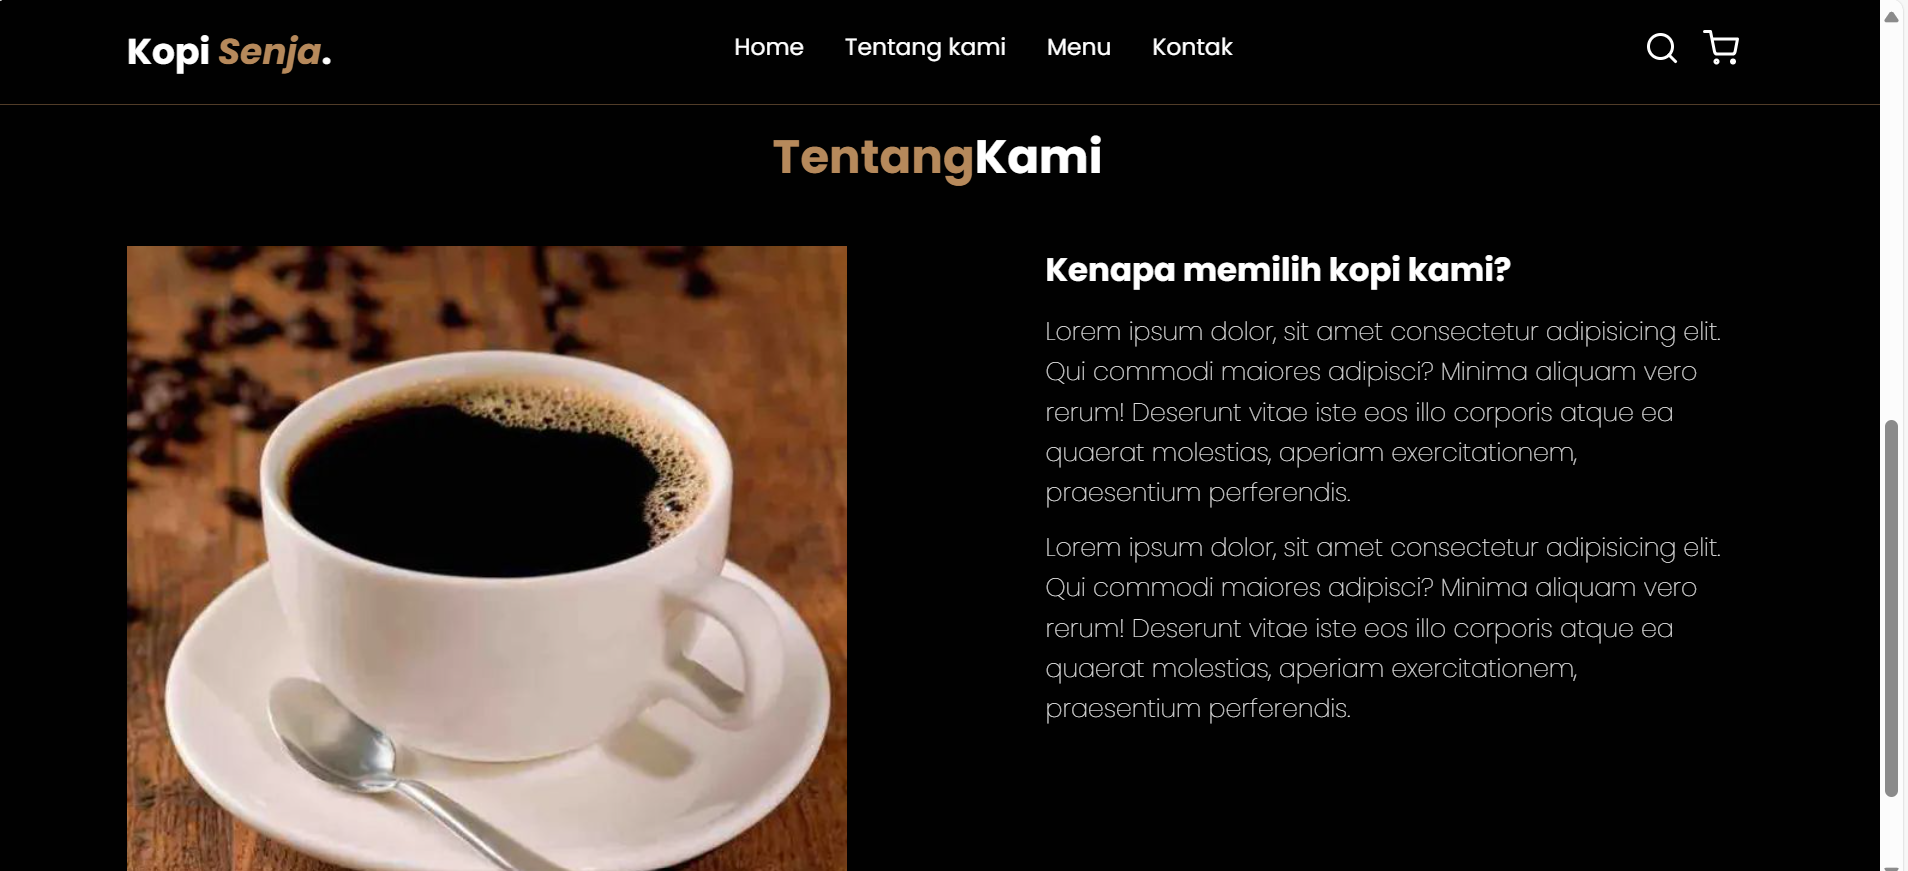 Kopi Senja.
Home Tentang kami Menu Kontak
TentangKami
Kenapa memilih kopi kami?
Lorem ipsum dolor, sit amet consectetur adipisicing elit.
Qui commodi maiores adipisci? Minima aliquam vero
rerum! Deserunt vitae iste eos illo corporis atque ea
quaerat molestias, aperiam exercitationem,
praesentium perferendis.
Lorem ipsum dolor, sit amet consectetur adipisicing elit.
Qui commodi maiores adipisci? Minima aliquam vero
rerum! Deserunt vitae iste eos illo corporis atque ea
quaerat molestias, aperiam exercitationem,
praesentium perferendis.